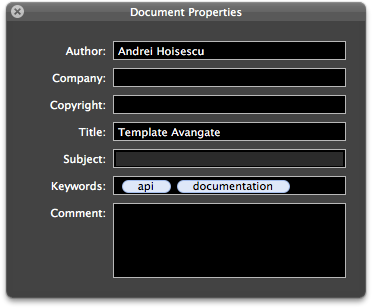 Document Properties
Author: Andrei Hoisescu
Company:
Copyright:
Title: Template Avangate
Subject:
Keywords: api documentation
Comment: